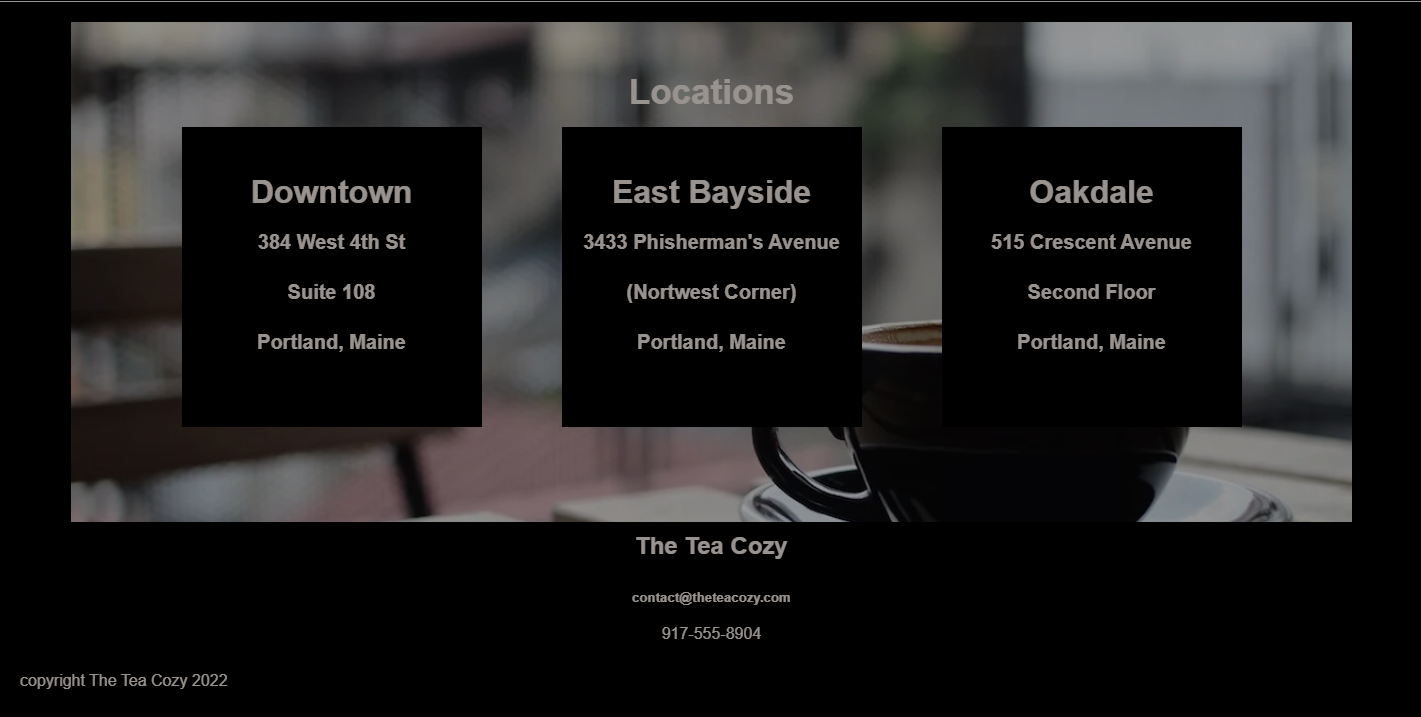 Locations
Downtown
384 West 4th St
Suite 108
Portland, Maine
East Bayside
3433 Phisherman's Avenue
(Nortwest Corner)
Portland, Maine
Oakdale
515 Crescent Avenue
Second Floor
Portland, Maine
The Tea Cozy
contact@theteacozy.com
917-555-8904
copyright The Tea Cozy 2022